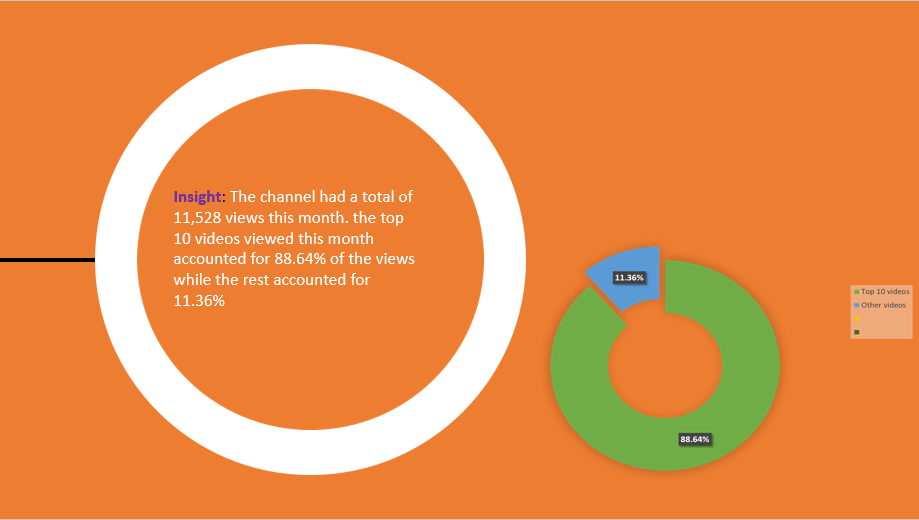 Insight: The channel had a total of
11,528 views this month. the top
10 videos viewed this month
accounted for 88.64% of the views
while the rest accounted for
11.36%
11.36%
88.64%
Top 10 videos
Other videos